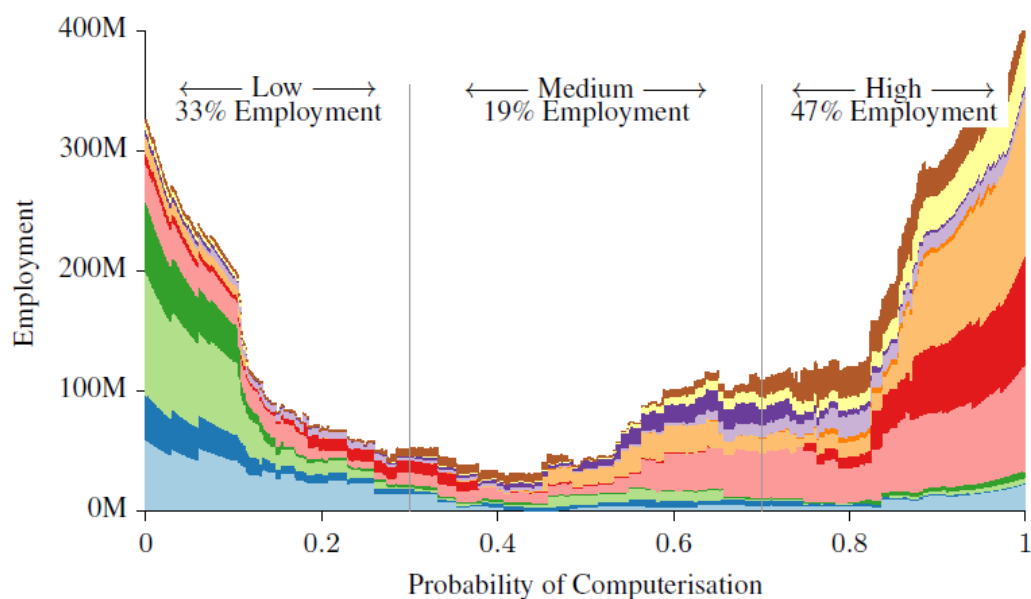 400M
300M
200M
100M
0M
Employment
Low
33% Employment
Medium
19% Employment
High
47% Employment
0
0.2
0.4
0.6
0.8
1
Probability of Computerisation